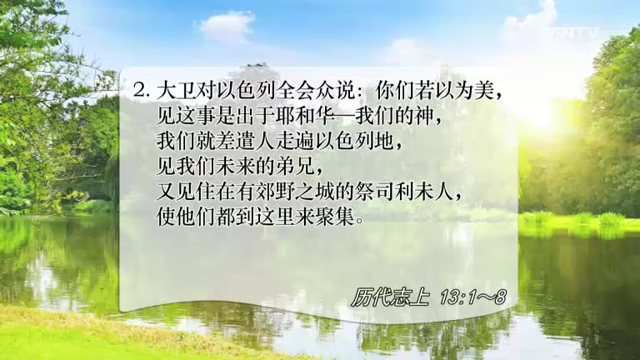 GNTV
2. 大卫对以色列全会众说：你们若以为美，
见这事是出于耶和华—我们的神，
我们就差遣人走遍以色列地，
见我们未来的弟兄，
又见住在有郊野之城的祭司利未人，
使他们都到这里来聚集。
历代志上 13:1～8